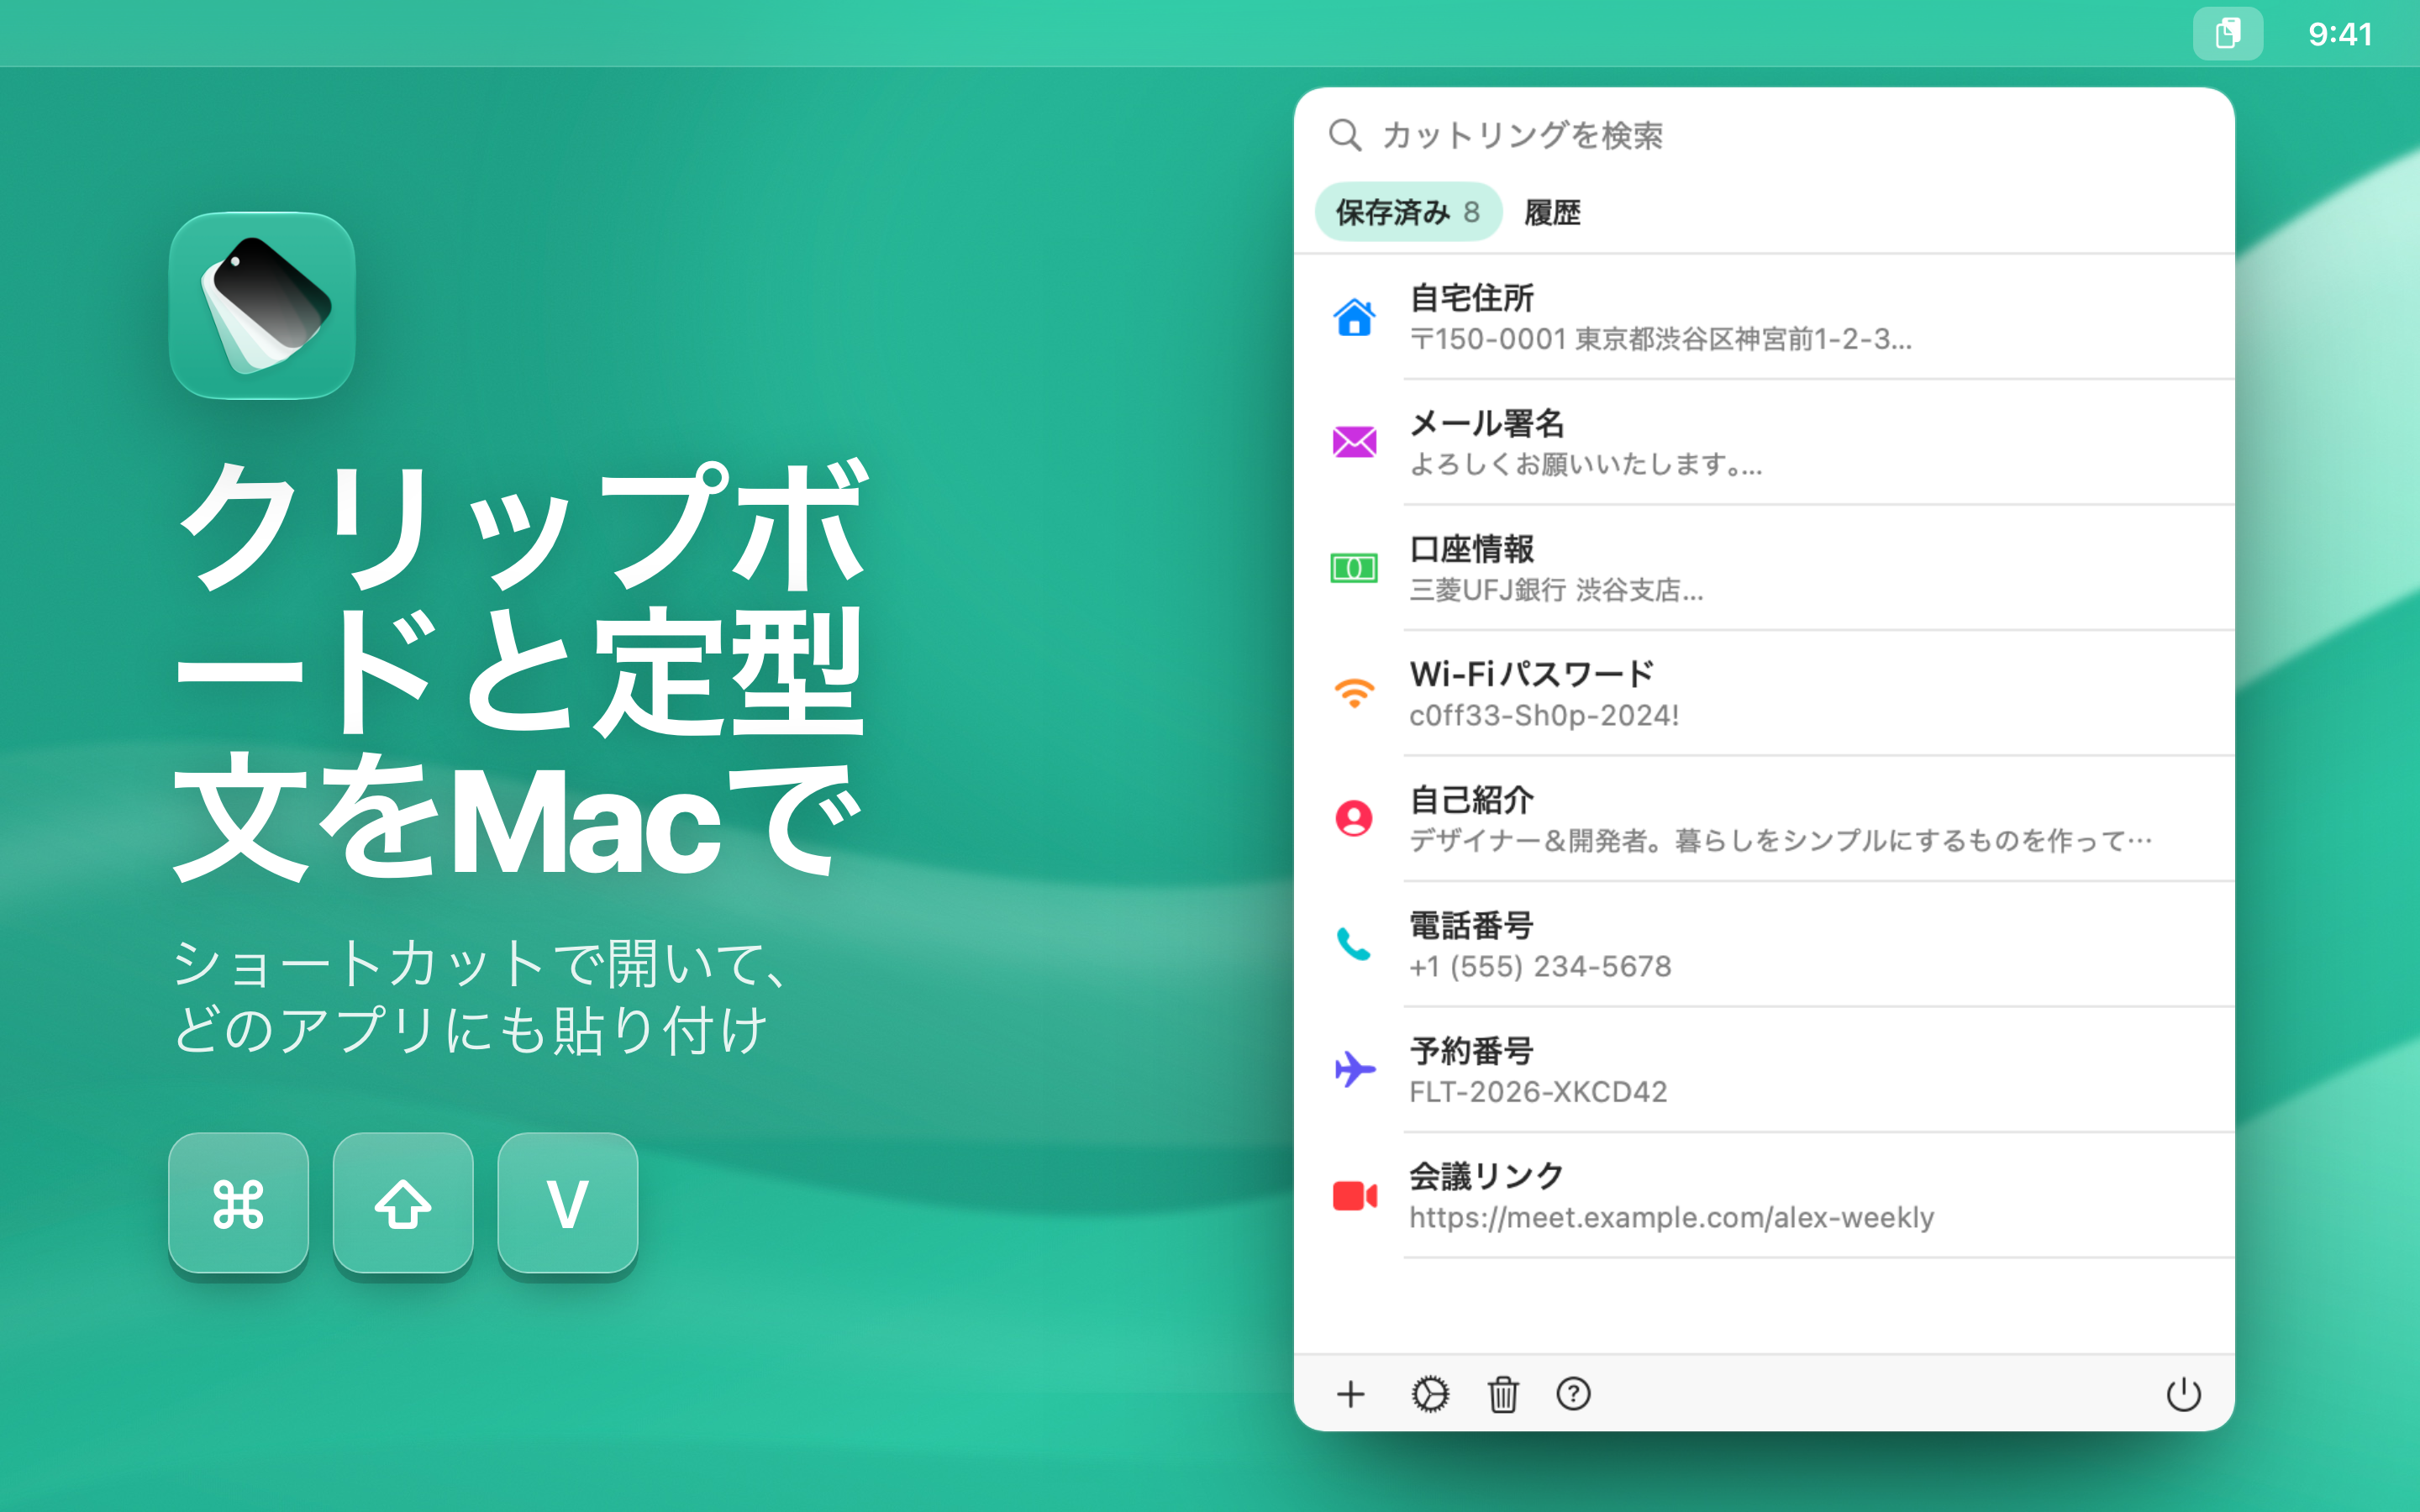 9:41
クリップボ
ードと定型
文をMacで
ショートカットで開いて、
どのアプリにも貼り付け
⌘ ⇧ V
カットリングを検索
保存済み 8 履歴
自宅住所
〒150-0001 東京都渋谷区神宮前1-2-3...
メール署名
よろしくお願いいたします。...
口座情報
三菱UFJ銀行 渋谷支店...
Wi-Fiパスワード
c0ff33-Sh0p-2024!
自己紹介
デザイナー＆開発者。暮らしをシンプルにするものを作って…
電話番号
+1 (555) 234-5678
予約番号
FLT-2026-XKCD42
会議リンク
https://meet.example.com/alex-weekly